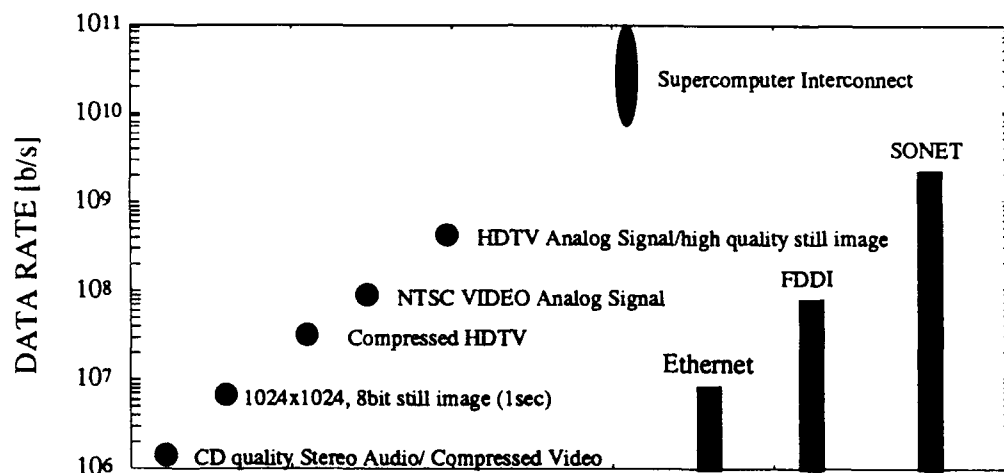 DATA RATE [b/s]
10¹¹
10¹⁰
10⁹
10⁸
10⁷
10⁶
Supercomputer Interconnect
SONET
HDTV Analog Signal/high quality still image
FDDI
NTSC VIDEO Analog Signal
Compressed HDTV
Ethernet
1024x1024, 8bit still image (1sec)
CD quality, Stereo Audio/ Compressed Video